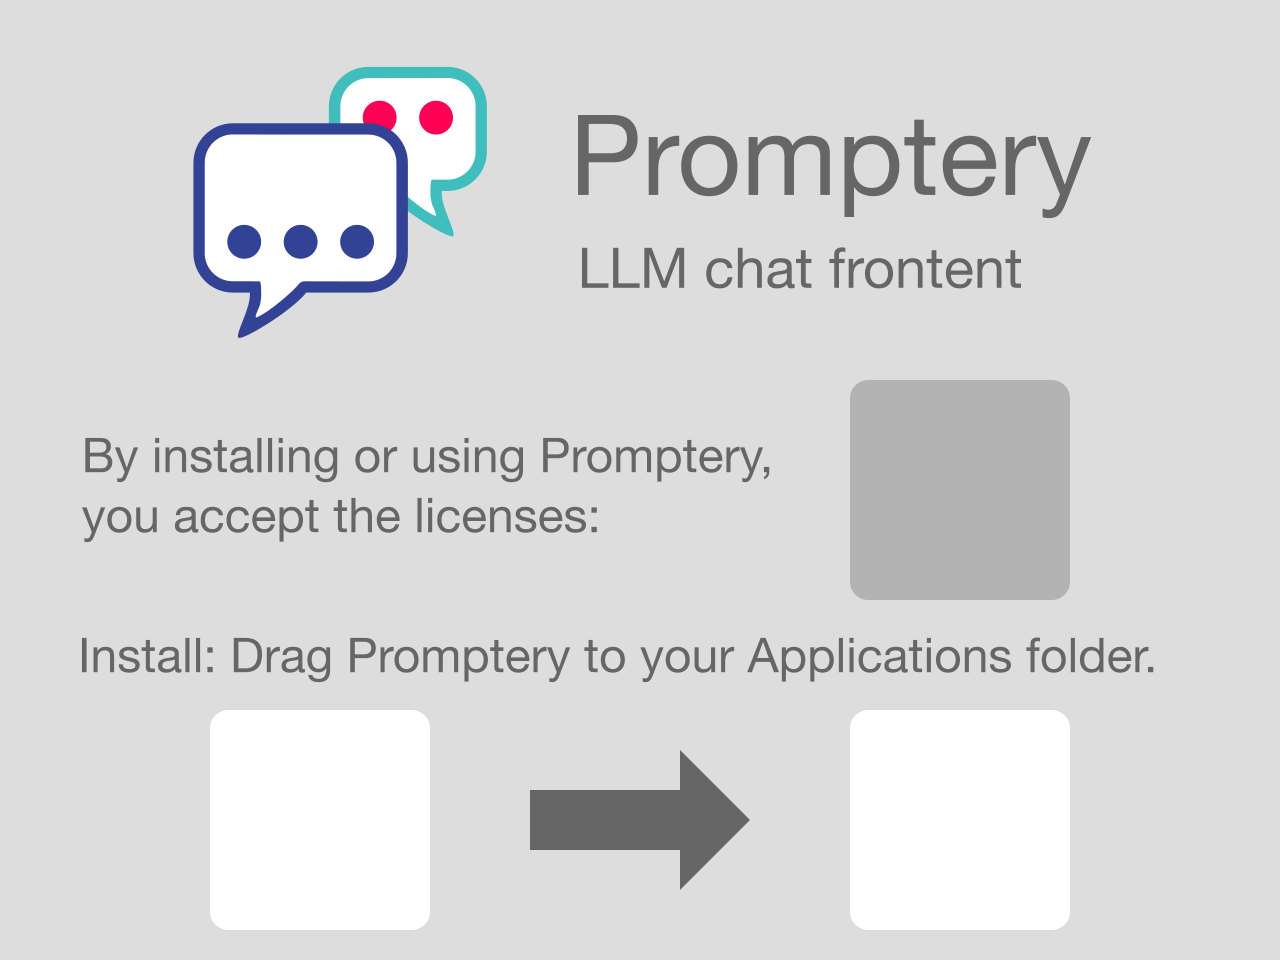 Promptery
LLM chat frontent
By installing or using Promptery,
you accept the licenses:
Install: Drag Promptery to your Applications folder.